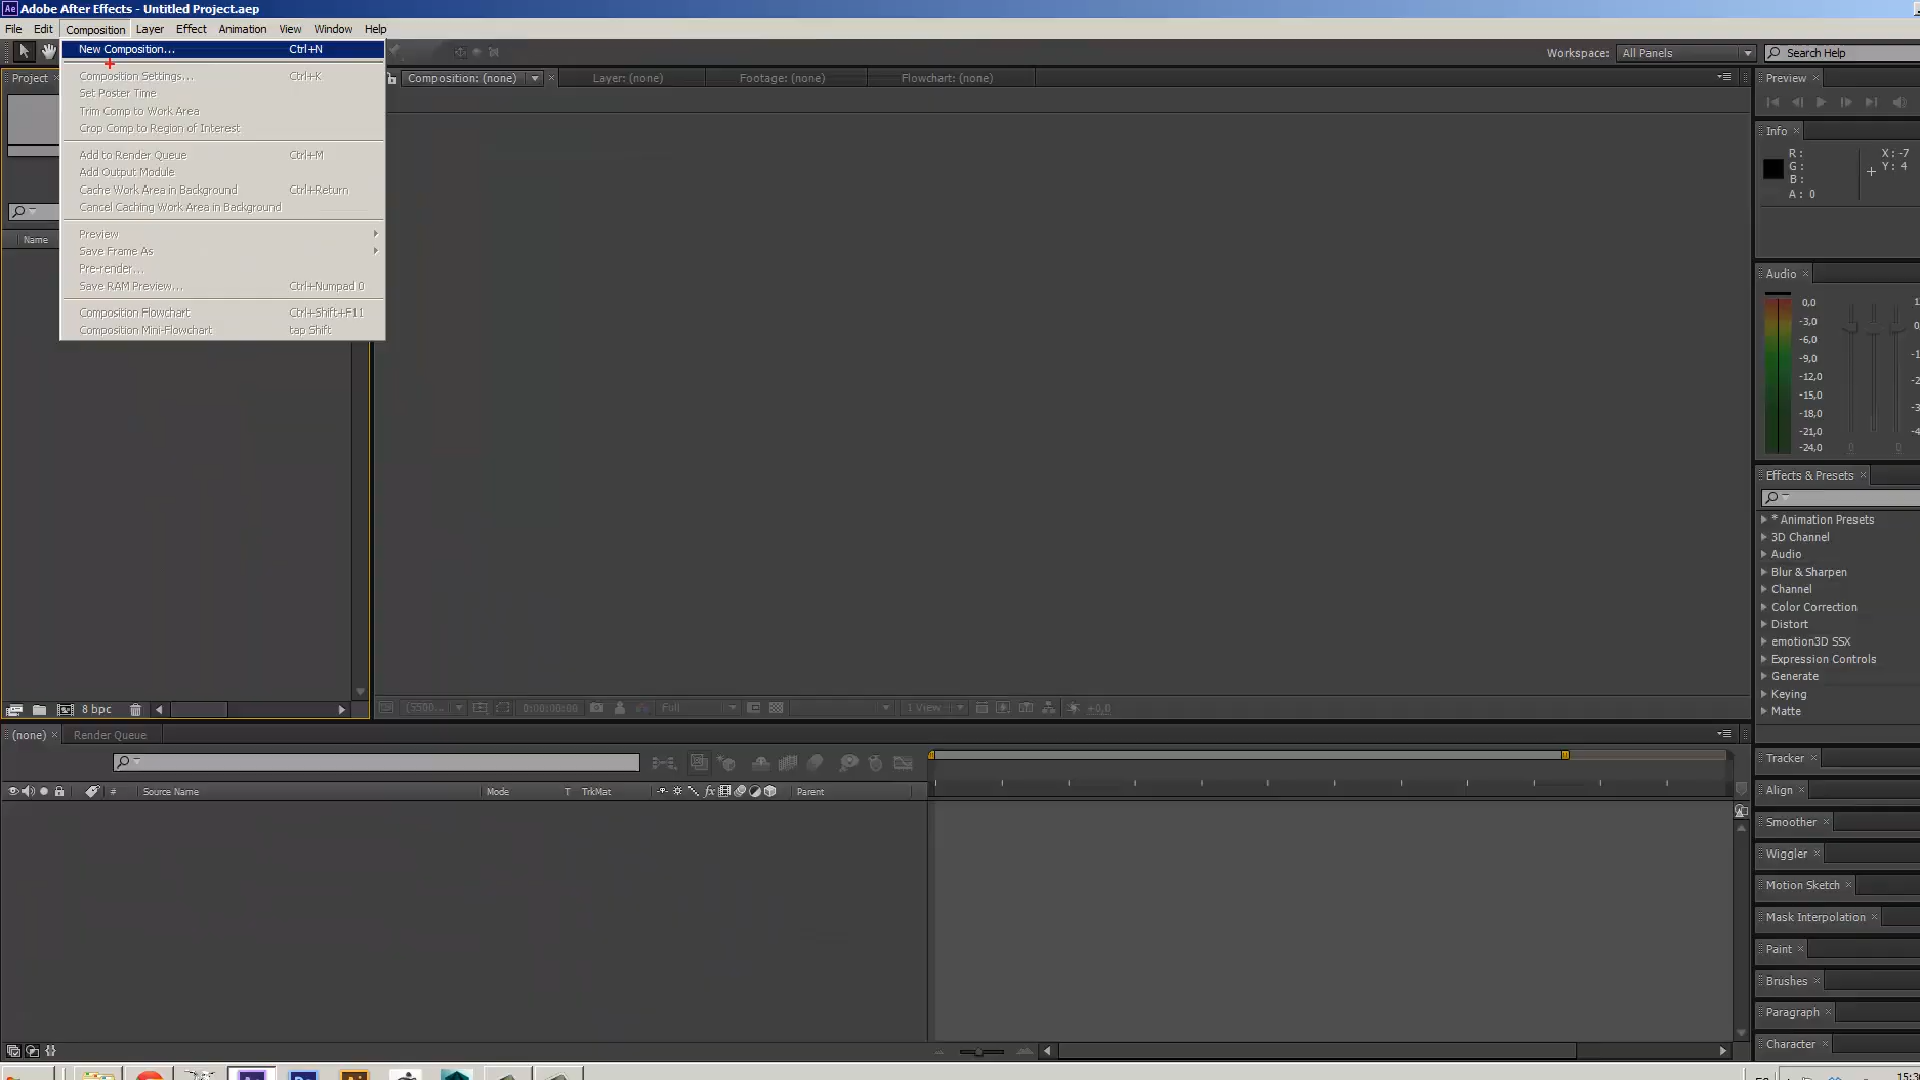 Adobe After Effects - Untitled Project.aep
File Edit Composition Layer Effect Animation View Window Help
New Composition... Ctrl+N
Composition Settings... Ctrl+K
Set Poster Time
Trim Comp to Work Area
Crop Comp to Region of Interest
Add to Render Queue Ctrl+M
Add Output Module
Cache Work Area in Background Ctrl+Return
Cancel Caching Work Area in Background
Preview
Save Frame As
Pre-render...
Save RAM Preview... Ctrl+Numpad 0
Composition Flowchart Ctrl+Shift+F11
Composition Mini-Flowchart tap Shift
Workspace: All Panels Search Help
Project
Composition: (none) Layer: (none) Footage: (none) Flowchart: (none)
Name
8 bpc
(5500... 0:00:00:00 Full 1 View +0,0
Preview
Info
R:
G:
B:
A: 0
X: -7
Y: 4
Audio
0,0
-3,0
-6,0
-9,0
-12,0
-15,0
-18,0
-21,0
-24,0
Effects & Presets
* Animation Presets
3D Channel
Audio
Blur & Sharpen
Channel
Color Correction
Distort
emotion3D SSX
Expression Controls
Generate
Keying
Matte
Tracker
Align
Smoother
Wiggler
Motion Sketch
Mask Interpolation
Paint
Brushes
Paragraph
Character
(none) Render Queue
# Source Name Mode T TrkMat fx Parent